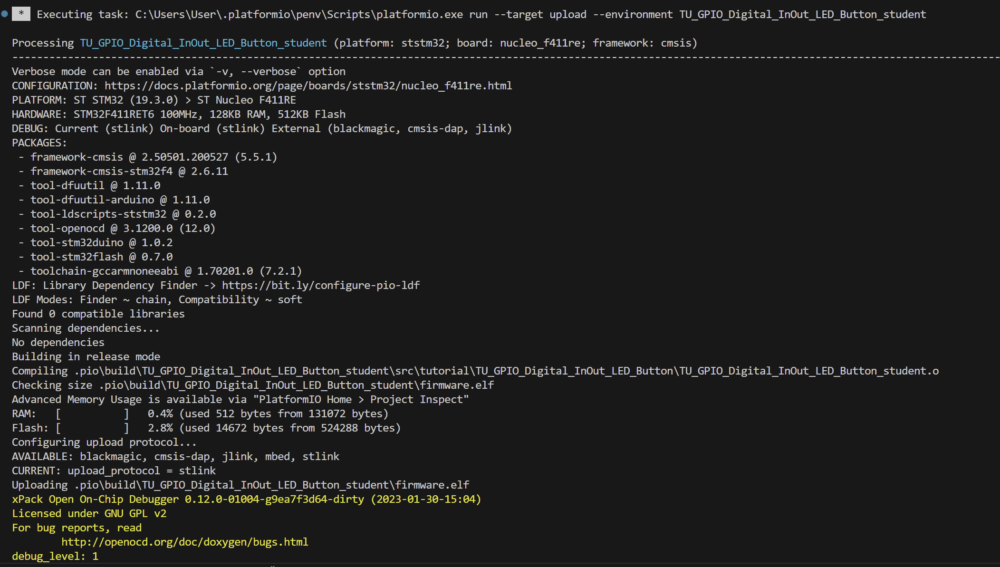 * Executing task: C:\Users\User\.platformio\penv\Scripts\platformio.exe run --target upload --environment TU_GPIO_Digital_InOut_LED_Button_student
Processing TU_GPIO_Digital_InOut_LED_Button_student (platform: ststm32; board: nucleo_f411re; framework: cmsis)
--------------------------------------------------------------------------------------------------------------------------------------------------------------------
Verbose mode can be enabled via `-v, --verbose` option
CONFIGURATION: https://docs.platformio.org/page/boards/ststm32/nucleo_f411re.html
PLATFORM: ST STM32 (19.3.0) > ST Nucleo F411RE
HARDWARE: STM32F411RET6 100MHz, 128KB RAM, 512KB Flash
DEBUG: Current (stlink) On-board (stlink) External (blackmagic, cmsis-dap, jlink)
PACKAGES:
 - framework-cmsis @ 2.50501.200527 (5.5.1)
 - framework-cmsis-stm32f4 @ 2.6.11
 - tool-dfuutil @ 1.11.0
 - tool-dfuutil-arduino @ 1.11.0
 - tool-ldscripts-ststm32 @ 0.2.0
 - tool-openocd @ 3.1200.0 (12.0)
 - tool-stm32duino @ 1.0.2
 - tool-stm32flash @ 0.7.0
 - toolchain-gccarmnoneeabi @ 1.70201.0 (7.2.1)
LDF: Library Dependency Finder -> https://bit.ly/configure-pio-ldf
LDF Modes: Finder ~ chain, Compatibility ~ soft
Found 0 compatible libraries
Scanning dependencies...
No dependencies
Building in release mode
Compiling .pio\build\TU_GPIO_Digital_InOut_LED_Button_student\src\tutorial\TU_GPIO_Digital_InOut_LED_Button\TU_GPIO_Digital_InOut_LED_Button_student.o
Checking size .pio\build\TU_GPIO_Digital_InOut_LED_Button_student\firmware.elf
Advanced Memory Usage is available via "PlatformIO Home > Project Inspect"
RAM:   [          ]   0.4% (used 512 bytes from 131072 bytes)
Flash: [          ]   2.8% (used 14672 bytes from 524288 bytes)
Configuring upload protocol...
AVAILABLE: blackmagic, cmsis-dap, jlink, mbed, stlink
CURRENT: upload_protocol = stlink
Uploading .pio\build\TU_GPIO_Digital_InOut_LED_Button_student\firmware.elf
xPack Open On-Chip Debugger 0.12.0-01004-g9ea7f3d64-dirty (2023-01-30-15:04)
Licensed under GNU GPL v2
For bug reports, read
        http://openocd.org/doc/doxygen/bugs.html
debug_level: 1